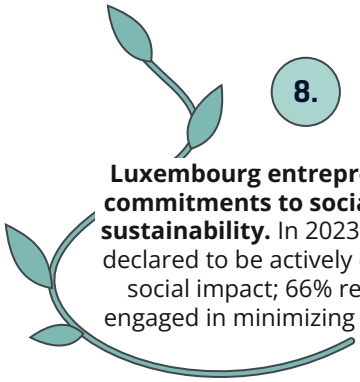 8.
Luxembourg entrepre
commitments to socia
sustainability. In 2023
declared to be actively
social impact; 66% re
engaged in minimizing